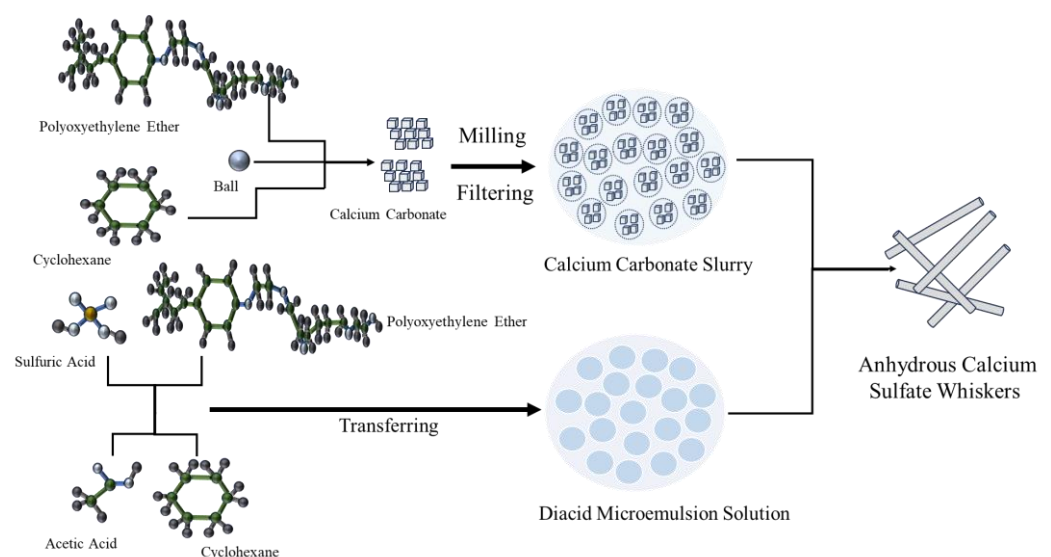 Polyoxyethylene Ether
Ball
Calcium Carbonate
Milling
Filtering
Cyclohexane
Calcium Carbonate Slurry
Polyoxyethylene Ether
Sulfuric Acid
Anhydrous Calcium
Sulfate Whiskers
Transferring
Acetic Acid
Cyclohexane
Diacid Microemulsion Solution